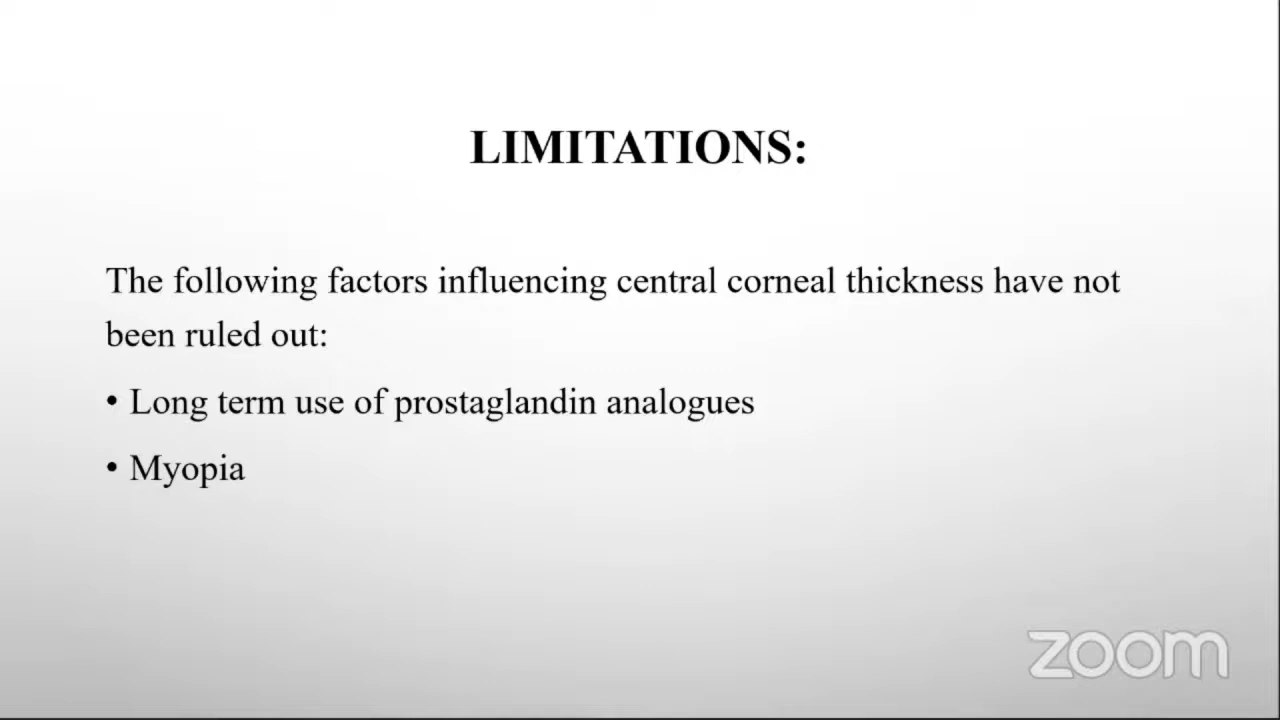 LIMITATIONS:
The following factors influencing central corneal thickness have not
been ruled out:
• Long term use of prostaglandin analogues
• Myopia
zoom